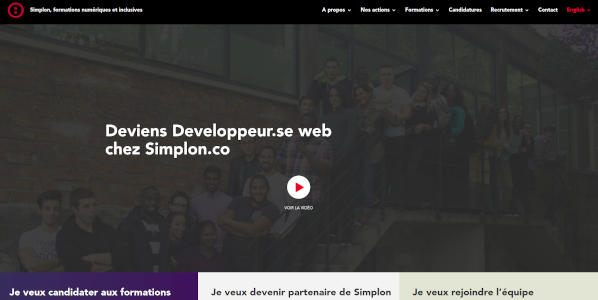 Simplon, formations numériques et inclusives
A propos
Nos actions
Formations
Candidatures
Recrutement
Contact
English
Deviens Developpeur.se web
chez Simplon.co
VOIR LA VIDÉO
Je veux candidater aux formations
Je veux devenir partenaire de Simplon
Je veux rejoindre l'équipe